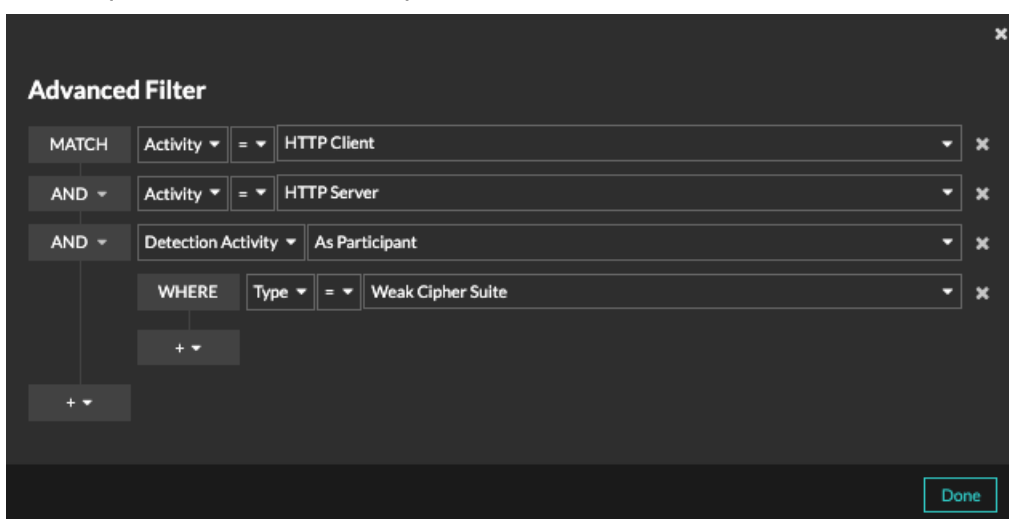 Advanced Filter
MATCH Activity = HTTP Client
AND Activity = HTTP Server
AND Detection Activity As Participant
WHERE Type = Weak Cipher Suite
+
+
Done